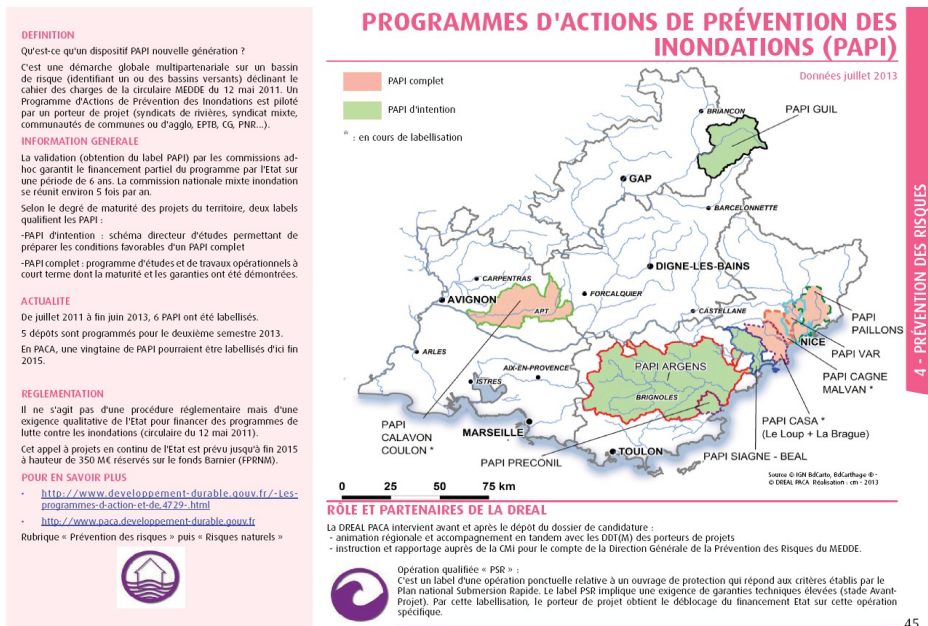 DEFINITION
Qu'est-ce qu'un dispositif PAPI nouvelle génération ?
C'est une démarche globale multipartenariale sur un bassin
de risque (identifiant un ou des bassins versants) déclinant le
cahier des charges de la circulaire MEDDE du 12 mai 2011. Un
Programme d'Actions de Prévention des Inondations est piloté
par un porteur de projet (syndicats de rivières, syndicat mixte,
communautés de communes ou d'agglo, EPTB, CG, PNR...).
INFORMATION GENERALE
La validation (obtention du label PAPI) par les commissions ad-
hoc garantit le financement partiel du programme par l'Etat sur
une période de 6 ans. La commission nationale mixte inondation
se réunit environ 5 fois par an.
Selon le degré de maturité des projets du territoire, deux labels
qualifient les PAPI :
-PAPI d'intention : schéma directeur d'études permettant de
préparer les conditions favorables d'un PAPI complet
-PAPI complet : programme d'études et de travaux opérationnels à
court terme dont la maturité et les garanties ont été démontrées.
ACTUALITE
De juillet 2011 à fin juin 2013, 6 PAPI ont été labellisés.
5 dépôts sont programmés pour le deuxième semestre 2013.
En PACA, une vingtaine de PAPI pourraient être labellisés d'ici fin
2015.
REGLEMENTATION
Il ne s'agit pas d'une procédure réglementaire mais d'une
exigence qualitative de l'Etat pour financer des programmes de
lutte contre les inondations (circulaire du 12 mai 2011).
Cet appel à projets en continu de l'Etat est prévu jusqu'à fin 2015
à hauteur de 350 M€ réservés sur le fonds Barnier (FPRNM).
POUR EN SAVOIR PLUS
• http://www.developpement-durable.gouv.fr/-Les-
programmes-d-action-et-de,4729-.html
• http://www.paca.developpement-durable.gouv.fr
Rubrique « Prévention des risques » puis « Risques naturels »
PROGRAMMES D'ACTIONS DE PRÉVENTION DES
INONDATIONS (PAPI)
Données juillet 2013
PAPI complet
PAPI d'intention
* : en cours de labellisation
BRIANÇON
PAPI GUIL
GAP
BARCELONNETTE
DIGNE-LES-BAINS
CARPENTRAS
AVIGNON
APT
FORCALQUIER
CASTELLANE
NICE
PAPI
PAILLONS
PAPI VAR
ARLES
AIX-EN-PROVENCE
PAPI ARGENS
PAPI CAGNE
MALVAN *
ISTRES
BRIGNOLES
PAPI CASA *
(Le Loup + La Brague)
PAPI
CALAVON
COULON *
MARSEILLE
PAPI PRECONIL
TOULON
PAPI SIAGNE - BEAL
0 25 50 75 km
Source © IGN BdCarto, BdCarthage ® -
© DREAL PACA Réalisation : cm - 2013
4 - PRÉVENTION DES RISQUES
RÔLE ET PARTENAIRES DE LA DREAL
La DREAL PACA intervient avant et après le dépôt du dossier de candidature :
- animation régionale et accompagnement en tandem avec les DDT(M) des porteurs de projets
- instruction et rapportage auprès de la CMi pour le compte de la Direction Générale de la Prévention des Risques du MEDDE.
Opération qualifiée « PSR » :
C'est un label d'une opération ponctuelle relative à un ouvrage de protection qui répond aux critères établis par le
Plan national Submersion Rapide. Le label PSR implique une exigence de garanties techniques élevées (stade Avant-
Projet). Par cette labellisation, le porteur de projet obtient le déblocage du financement Etat sur cette opération
spécifique.
45